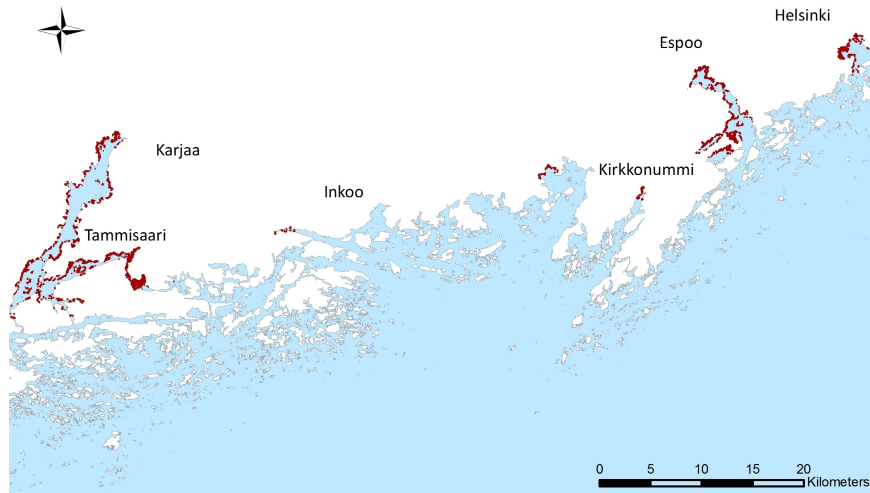 Helsinki
Espoo
Karjaa
Kirkkonummi
Inkoo
Tammisaari
0 5 10 15 20
Kilometers